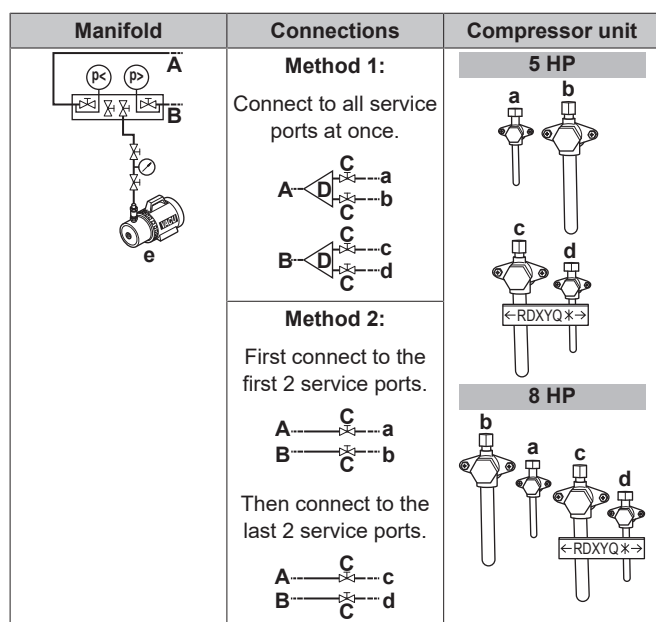 Manifold
Connections
Compressor unit
p<
p>
A
B
VACU
e
Method 1:
Connect to all service
ports at once.
C
A
D
a
b
C
C
B
D
c
d
C
Method 2:
First connect to the
first 2 service ports.
C
A
a
B
b
C
Then connect to the
last 2 service ports.
C
A
c
B
d
C
5 HP
a
b
c
d
←RDXYQ*→
8 HP
b
a
c
d
←RDXYQ*→